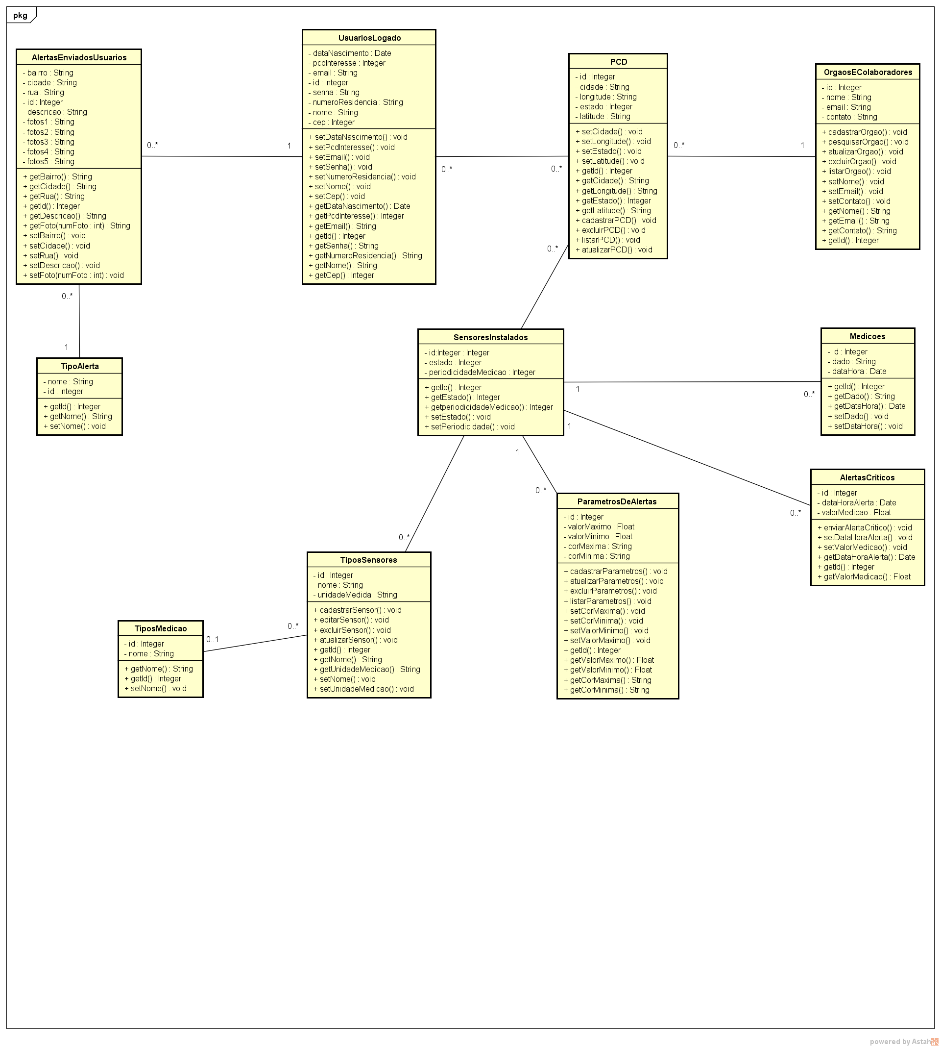 pkg
AlertasEnviadosUsuarios
- bairro : String
- cidade : String
- rua : String
- id : Integer
- descricao : String
- fotos1 : String
- fotos2 : String
- fotos3 : String
- fotos4 : String
- fotos5 : String
+ getBairro() : String
+ getCidade() : String
+ getRua() : String
+ getId() : Integer
+ getDescricao() : String
+ getFoto(numFoto : int) : String
+ setBairro() : void
+ setCidade() : void
+ setRua() : void
+ setDescricao() : void
+ setFoto(numFoto : int) : void
0..*
1
UsuariosLogado
- dataNascimento : Date
- pcdInteresse : Integer
- email : String
- id : Integer
- senha : String
- numeroResidencia : String
- nome : String
- cep : Integer
+ setDataNascimento() : void
+ setPcdInteresse() : void
+ setEmail() : void
+ setSenha() : void
+ setNumeroResidencia() : void
+ setNome() : void
+ setCep() : void
+ getDataNascimento() : Date
+ getPcdInteresse() : Integer
+ getEmail() : String
+ getId() : Integer
+ getSenha() : String
+ getNumeroResidencia() : String
+ getNome() : String
+ getCep() : Integer
0..*
0..*
PCD
- id : Integer
- cidade : String
- longitude : String
- estado : Integer
- latitude : String
+ setCidade() : void
+ setLongitude() : void
+ setEstado() : void
+ setLatitude() : void
+ getId() : Integer
+ getCidade() : String
+ getLongitude() : String
+ getEstado() : Integer
+ getLatitude() : String
+ cadastrarPCD() : void
+ excluirPCD() : void
+ listarPCD() : void
+ atualizarPCD() : void
0..*
1
OrgaosEColaboradores
- id : Integer
- nome : String
- email : String
- contato : String
+ cadastrarOrgao() : void
+ pesquisarOrgao() : void
+ atualizarOrgao() : void
+ excluirOrgao() : void
+ listarOrgao() : void
+ setNome() : void
+ setEmail() : void
+ setContato() : void
+ getNome() : String
+ getEmail() : String
+ getContato() : String
+ getId() : Integer
0..*
0..*
1
TipoAlerta
- nome : String
- id : Integer
+ getId() : Integer
+ getNome() : String
+ setNome() : void
SensoresInstalados
- id:Integer : Integer
- estado : Integer
- periodicidadeMedicao : Integer
+ getId() : Integer
+ getEstado() : Integer
+ getperiodicidadeMedicao() : Integer
+ setEstado() : void
+ setPeriodicidade() : void
1
0..*
Medicoes
- id : Integer
- dado : String
- dataHora : Date
+ getId() : Integer
+ getDado() : String
+ getDataHora() : Date
+ setDado() : void
+ setDataHora() : void
1
0..*
AlertasCriticos
- id : Integer
- dataHoraAlerta : Date
- valorMedicao : Float
+ enviarAlertaCritico() : void
+ setDataHoraAlerta() : void
+ setValorMedicao() : void
+ getDataHoraAlerta() : Date
+ getId() : Integer
+ getValorMedicao() : Float
1
0..*
ParametrosDeAlertas
- id : Integer
- valorMaximo : Float
- valorMinimo : Float
- corMaxima : String
- corMinima : String
+ cadastrarParametros() : void
+ atualizarParametros() : void
+ excluirParametros() : void
+ listarParametros() : void
+ setCorMaxima() : void
+ setCorMinima() : void
+ setValorMinimo() : void
+ setValorMaximo() : void
+ getId() : Integer
+ getValorMaximo() : Float
+ getValorMinimo() : Float
+ getCorMaxima() : String
+ getCorMinima() : String
0..*
TiposSensores
- id : Integer
- nome : String
- unidadeMedida : String
+ cadastrarSensor() : void
+ editarSensor() : void
+ excluirSensor() : void
+ atualizarSensor() : void
+ getId() : Integer
+ getNome() : String
+ getUnidadeMedicao() : String
+ setNome() : void
+ setUnidadeMedicao() : void
0..*
0..1
TiposMedicao
- id : Integer
- nome : String
+ getNome() : String
+ getId() : Integer
+ setNome() : void
powered by Astah